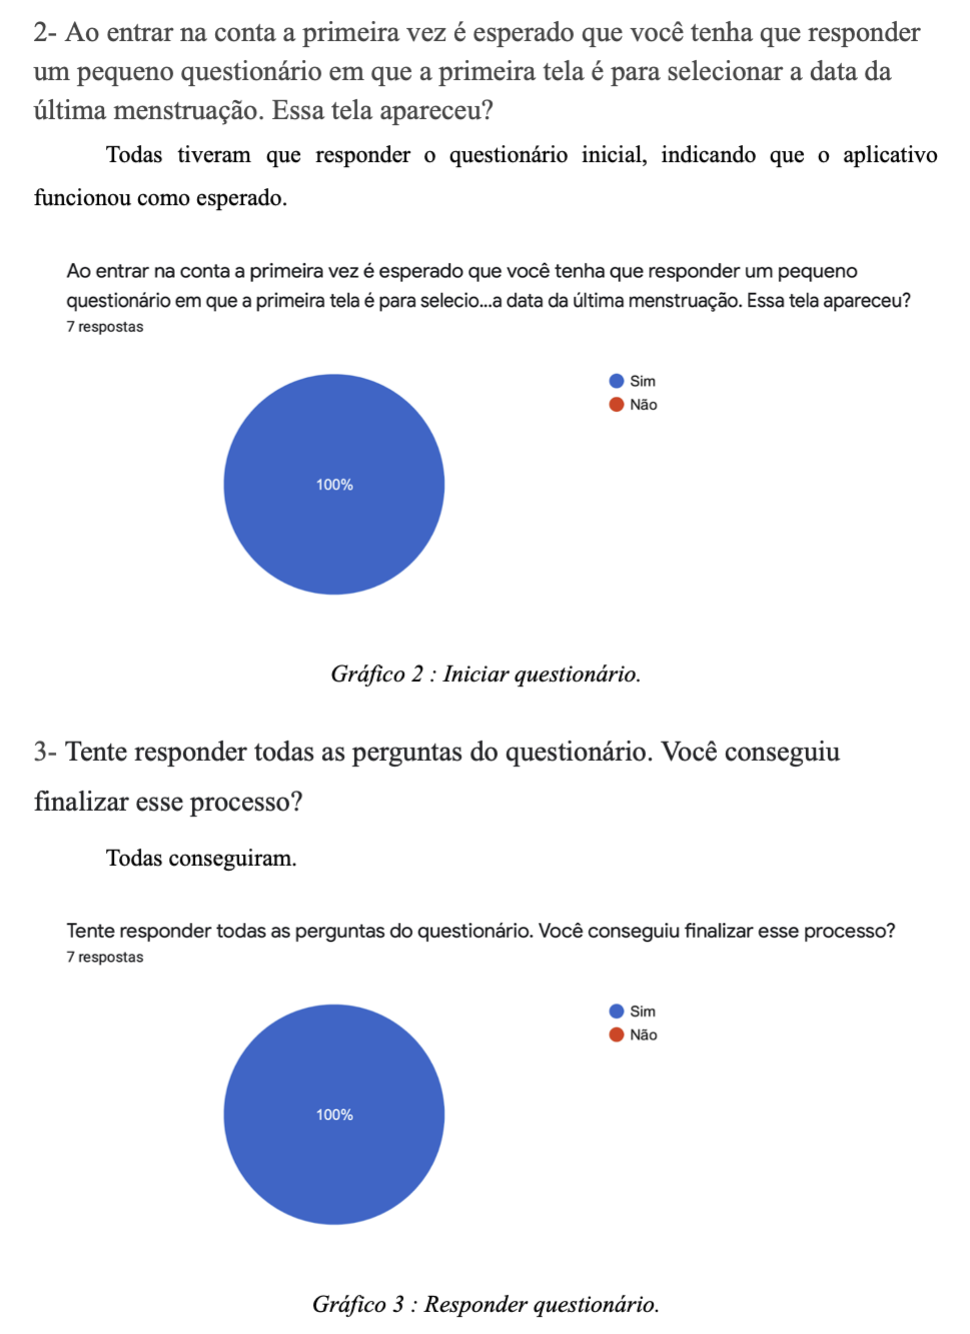 2- Ao entrar na conta a primeira vez é esperado que você tenha que responder
um pequeno questionário em que a primeira tela é para selecionar a data da
última menstruação. Essa tela apareceu?
Todas tiveram que responder o questionário inicial, indicando que o aplicativo
funcionou como esperado.
Ao entrar na conta a primeira vez é esperado que você tenha que responder um pequeno
questionário em que a primeira tela é para selecio...a data da última menstruação. Essa tela apareceu?
7 respostas
Sim
Não
100%
Gráfico 2 : Iniciar questionário.
3- Tente responder todas as perguntas do questionário. Você conseguiu
finalizar esse processo?
Todas conseguiram.
Tente responder todas as perguntas do questionário. Você conseguiu finalizar esse processo?
7 respostas
Sim
Não
100%
Gráfico 3 : Responder questionário.